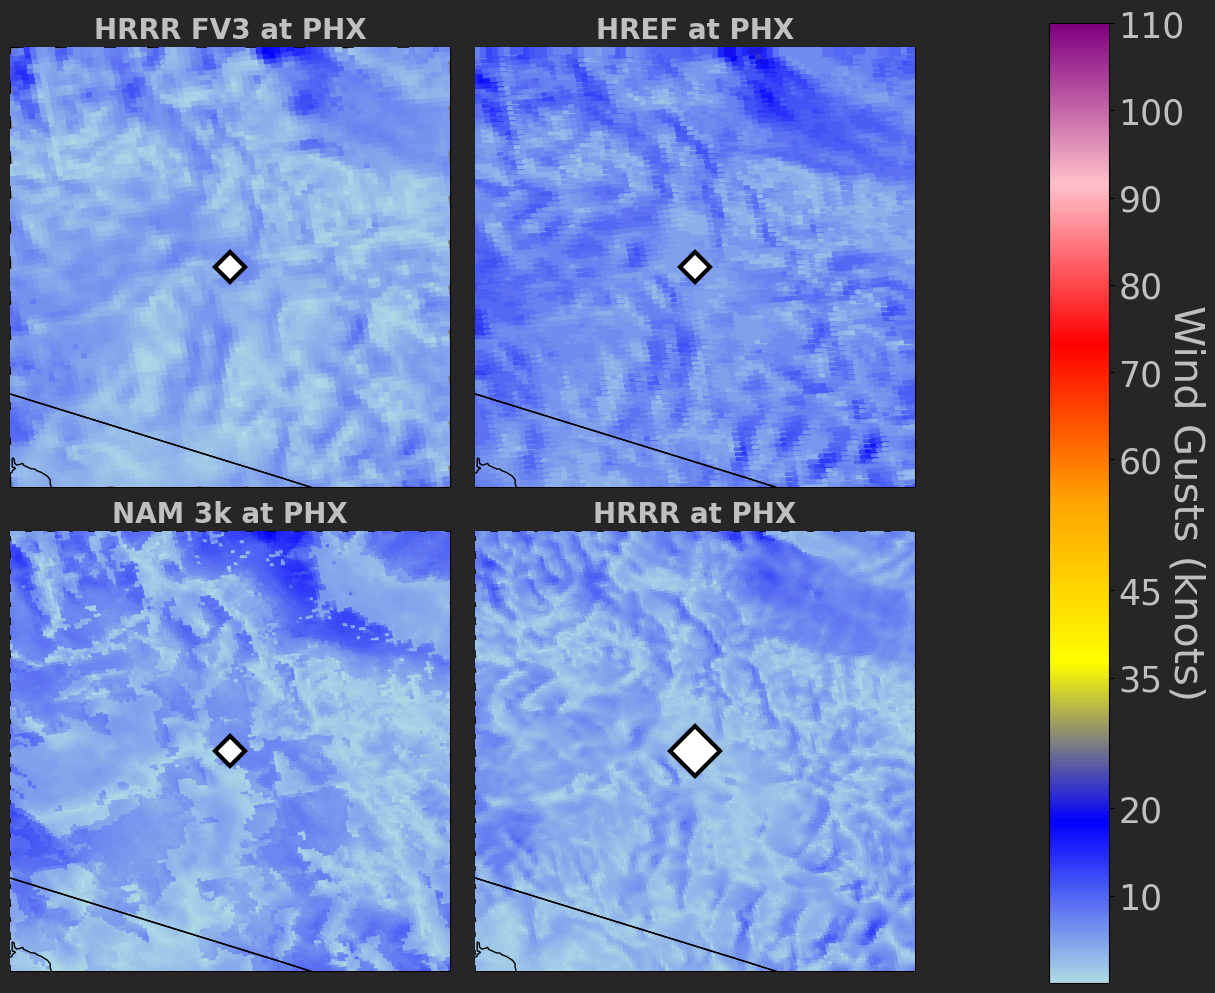 HRRR FV3 at PHX
HREF at PHX
NAM 3k at PHX
HRRR at PHX
110
100
90
80
70
60
45
35
20
10
Wind Gusts (knots)